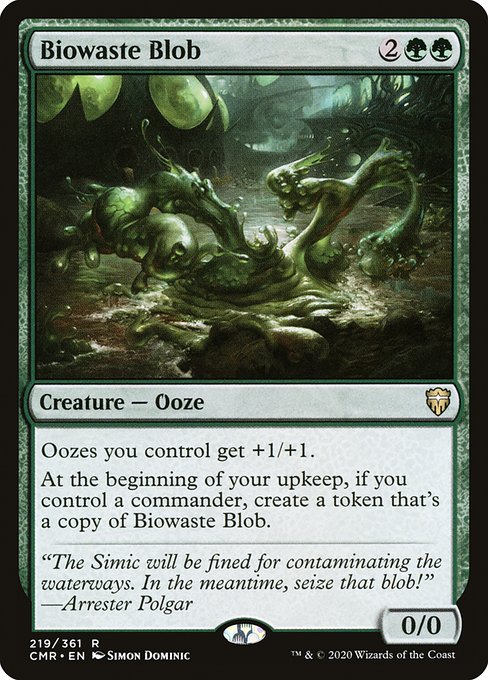 Biowaste Blob 2
Creature — Ooze
Oozes you control get +1/+1.
At the beginning of your upkeep, if you
control a commander, create a token that's
a copy of Biowaste Blob.
“The Simic will be fined for contaminating the
waterways. In the meantime, seize that blob!”
—Arrester Polgar
0/0
219/361 R
CMR • EN Simon Dominic
™ & © 2020 Wizards of the Coast